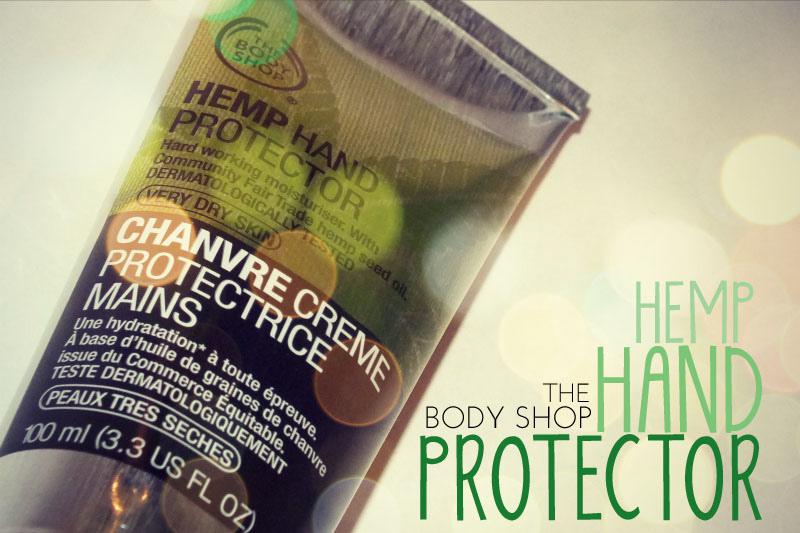 THE
BODY
SHOP
®
HEMP HAND
PROTECTOR
Hard working moisturiser. With
Community Fair Trade hemp seed oil.
DERMATOLOGICALLY TESTED
VERY DRY SKIN
CHANVRE CREME
PROTECTRICE
MAINS
Une hydratation* à toute épreuve.
À base d'huile de graines de chanvre
issue du Commerce Équitable.
TESTE DERMATOLOGIQUEMENT
PEAUX TRES SECHES
100 ml (3.3 US FL OZ)
HEMP
THE
BODY SHOP
HAND
PROTECTOR